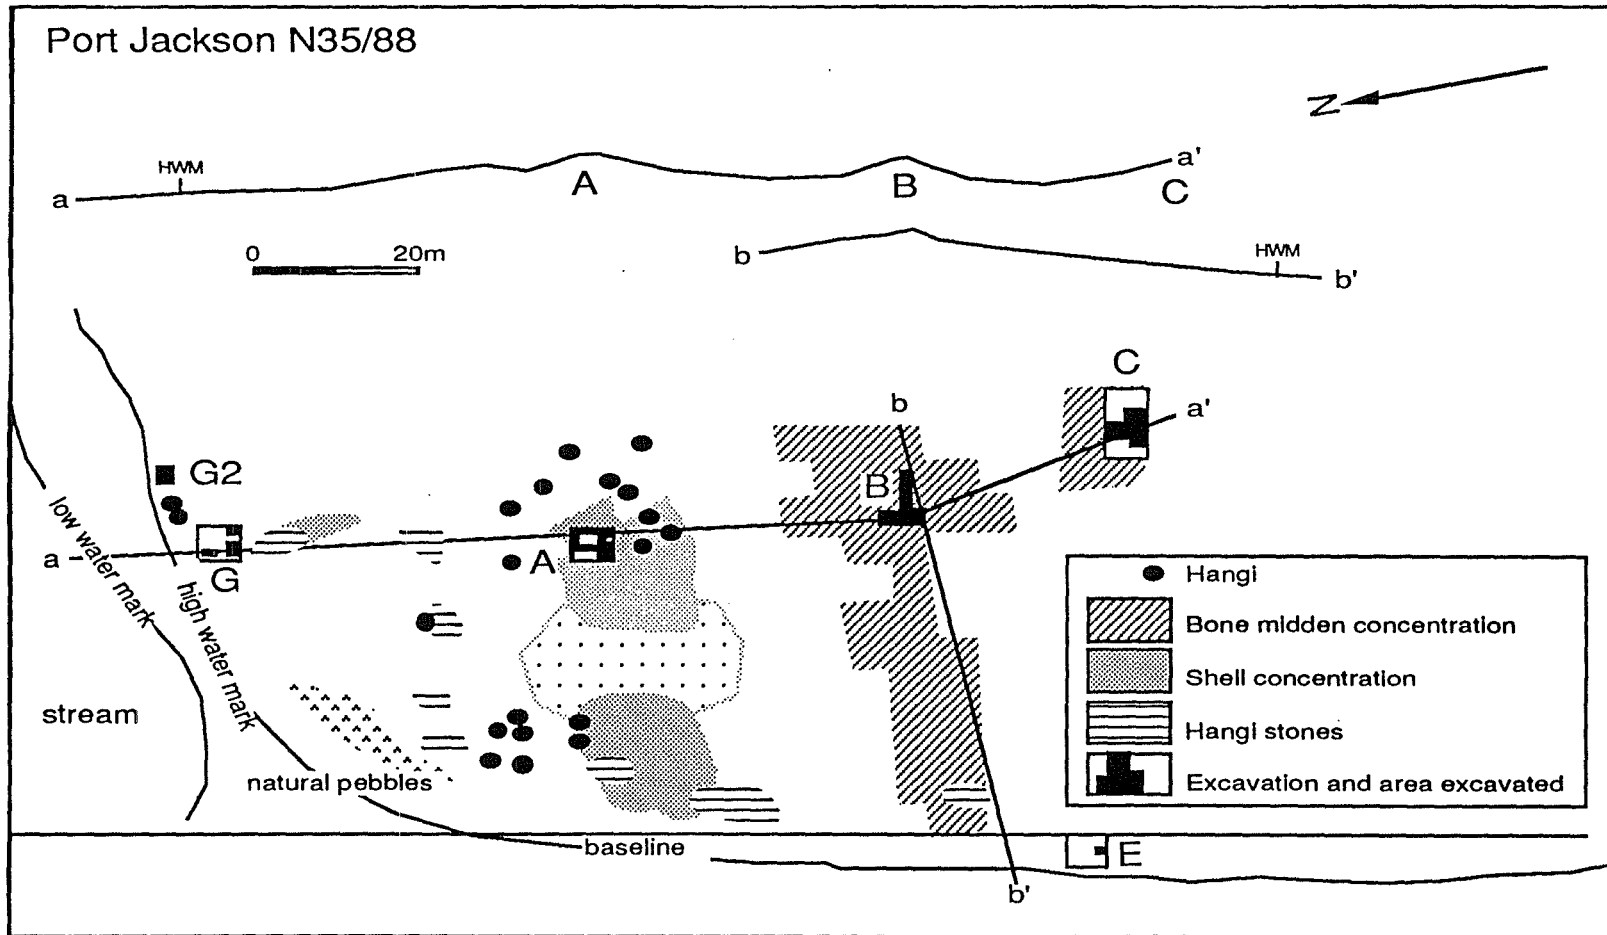 Port Jackson N35/88
N
HWM
a
A
B
a'
C
0 20m
b
HWM
b'
C
b
a'
G2
B
a
G
A
low water mark
high water mark
stream
natural pebbles
baseline
E
b'
Hangi
Bone midden concentration
Shell concentration
Hangi stones
Excavation and area excavated